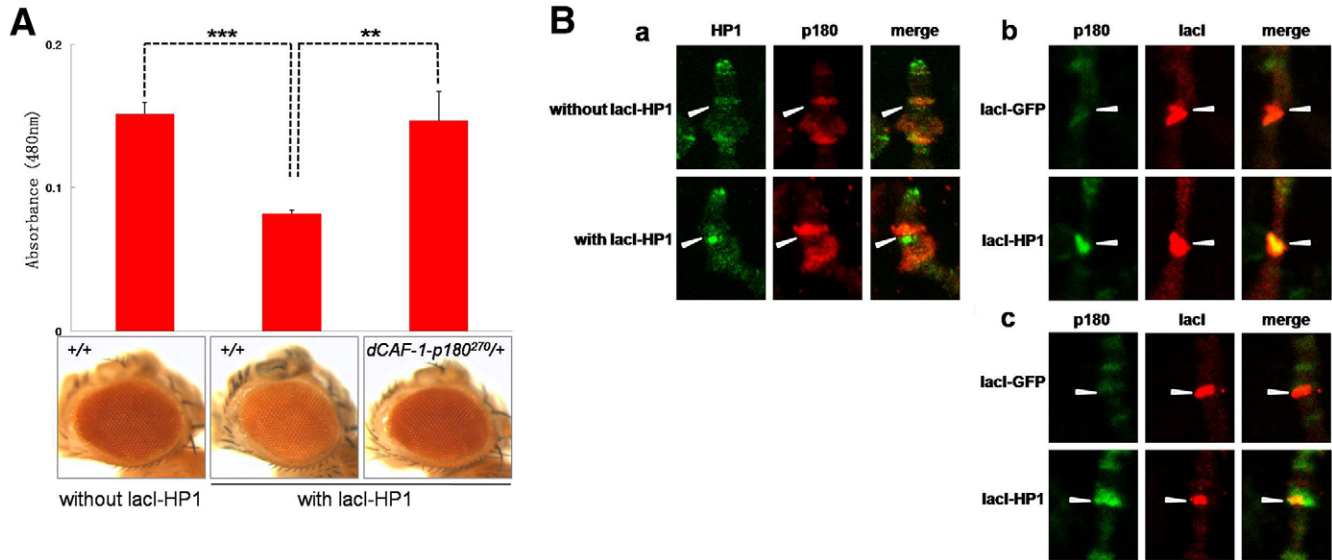 A
***
**
0.2
0.1
0
Absorbance (480nm)
+/+
+/+
dCAF-1-p180²⁷⁰/+
without lacI-HP1
with lacI-HP1
B
a
HP1 p180 merge
without lacI-HP1
with lacI-HP1
b
p180 lacI merge
lacI-GFP
lacI-HP1
c
p180 lacI merge
lacI-GFP
lacI-HP1